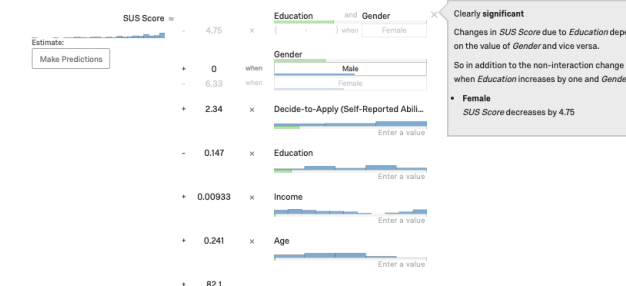 SUS Score ≈
Estimate:
Make Predictions
- 4.75 × Education and Gender
( - ) when Female
Gender
+ 0 when Male
- 6.33 when Female
+ 2.34 × Decide-to-Apply (Self-Reported Abili...
Enter a value
- 0.147 × Education
Enter a value
+ 0.00933 × Income
Enter a value
+ 0.241 × Age
Enter a value
+ 82.1
× Clearly significant
Changes in SUS Score due to Education depe
on the value of Gender and vice versa.
So in addition to the non-interaction change
when Education increases by one and Gende
• Female
SUS Score decreases by 4.75